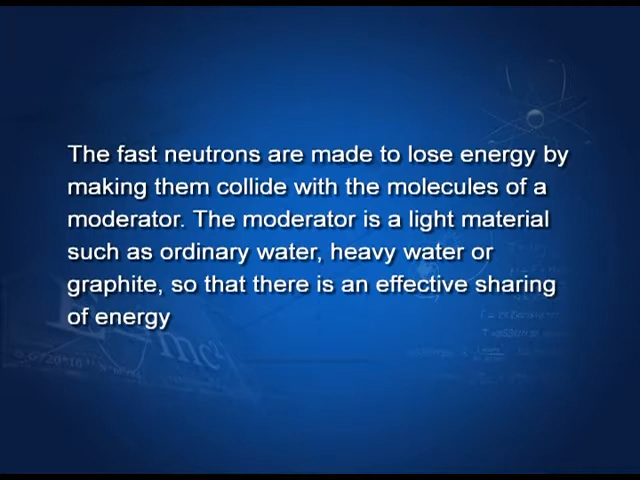 The fast neutrons are made to lose energy by
making them collide with the molecules of a
moderator. The moderator is a light material
such as ordinary water, heavy water or
graphite, so that there is an effective sharing
of energy
mc²